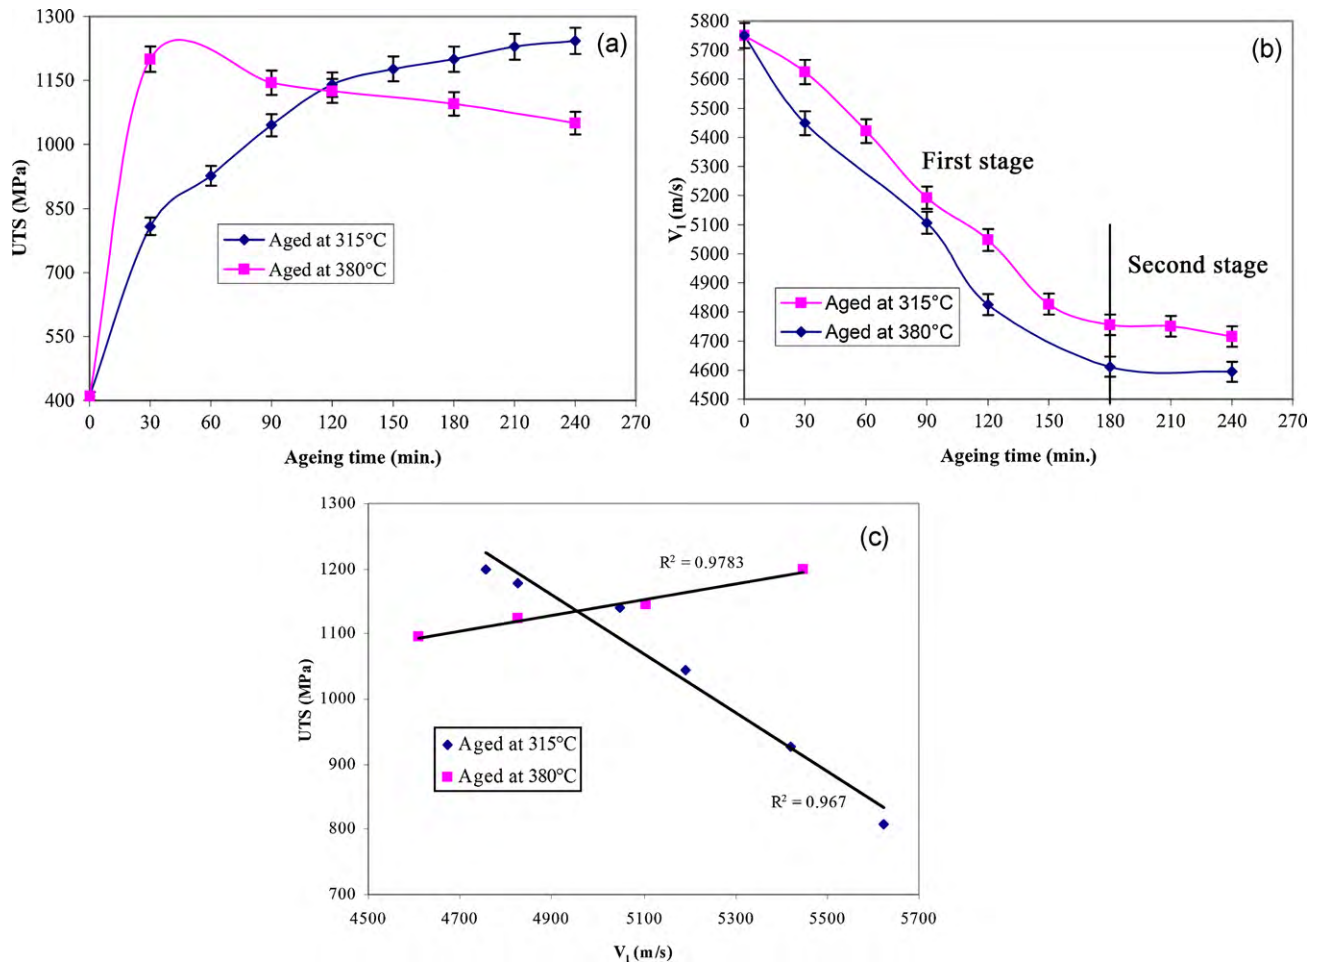 1300
1150
1000
850
700
550
400
UTS (MPa)
(a)
Aged at 315°C
Aged at 380°C
0 30 60 90 120 150 180 210 240 270
Ageing time (min.)
5800
5700
5600
5500
5400
5300
5200
5100
5000
4900
4800
4700
4600
4500
V₁ (m/s)
(b)
First stage
Second stage
Aged at 315°C
Aged at 380°C
0 30 60 90 120 150 180 210 240 270
Ageing time (min.)
1300
1200
1100
1000
900
800
700
UTS (MPa)
(c)
R² = 0.9783
Aged at 315°C
Aged at 380°C
R² = 0.967
4500 4700 4900 5100 5300 5500 5700
V₁ (m/s)